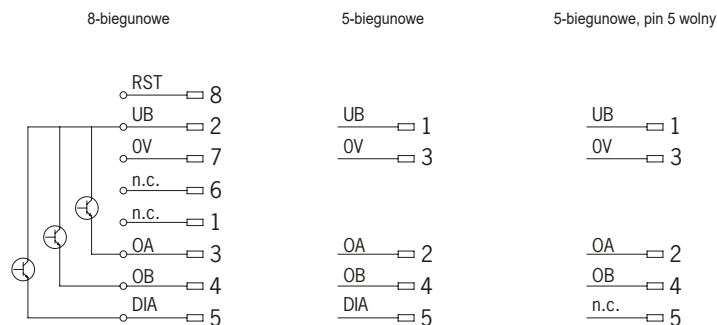 8-biegunowe
5-biegunowe
5-biegunowe, pin 5 wolny
RST 8
UB 2
0V 7
n.c. 6
n.c. 1
OA 3
OB 4
DIA 5
UB 1
0V 3
OA 2
OB 4
DIA 5
UB 1
0V 3
OA 2
OB 4
n.c. 5